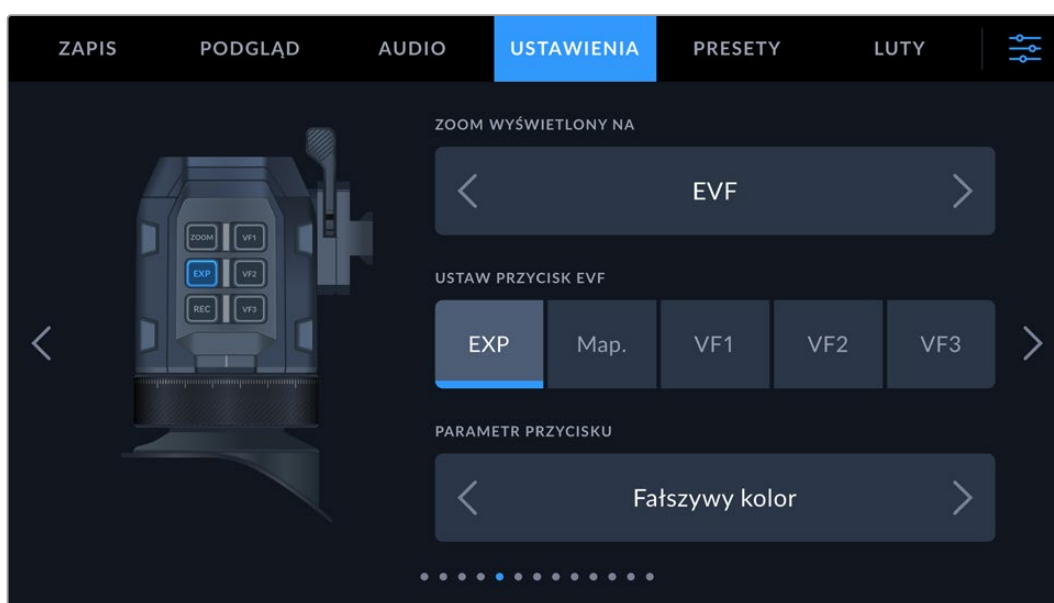 ZAPIS PODGLĄD AUDIO USTAWIENIA PRESETY LUTY
ZOOM WYŚWIETLONY NA
EVF
ZOOM VF1
EXP VF2
REC VF3
USTAW PRZYCISK EVF
EXP Map. VF1 VF2 VF3
PARAMETR PRZYCISKU
Fałszywy kolor